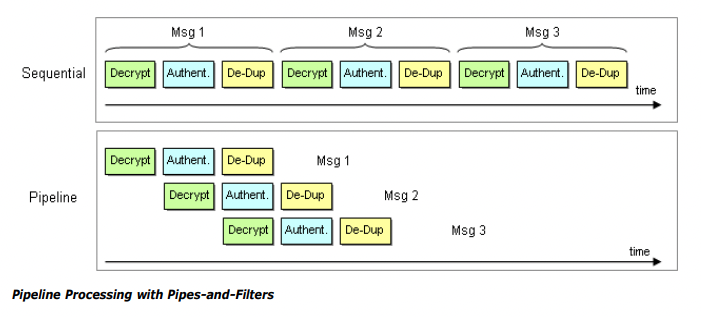 Msg 1 Msg 2 Msg 3
Sequential Decrypt Authent. De-Dup Decrypt Authent. De-Dup Decrypt Authent. De-Dup
time
Decrypt Authent. De-Dup Msg 1
Pipeline Decrypt Authent. De-Dup Msg 2
Decrypt Authent. De-Dup Msg 3
time
Pipeline Processing with Pipes-and-Filters